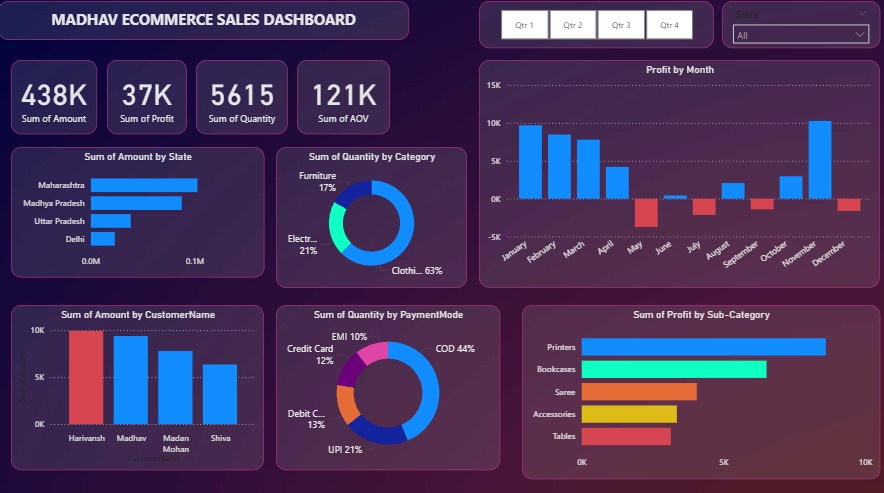 MADHAV ECOMMERCE SALES DASHBOARD
Qtr 1
Qtr 2
Qtr 3
Qtr 4
State
All
438K
Sum of Amount
37K
Sum of Profit
5615
Sum of Quantity
121K
Sum of AOV
Profit by Month
15K
10K
5K
0K
-5K
January
February
March
April
May
June
July
August
September
October
November
December
Sum of Amount by State
Maharashtra
Madhya Pradesh
Uttar Pradesh
Delhi
0.0M
0.1M
Sum of Quantity by Category
Furniture
17%
Electr...
21%
Clothi... 63%
Sum of Amount by CustomerName
10K
5K
0K
Harivansh
Madhav
Madan
Mohan
Shiva
CustomerName
Sum of Quantity by PaymentMode
EMI 10%
Credit Card
12%
COD 44%
Debit C...
13%
UPI 21%
Sum of Profit by Sub-Category
Printers
Bookcases
Saree
Accessories
Tables
0K
5K
10K